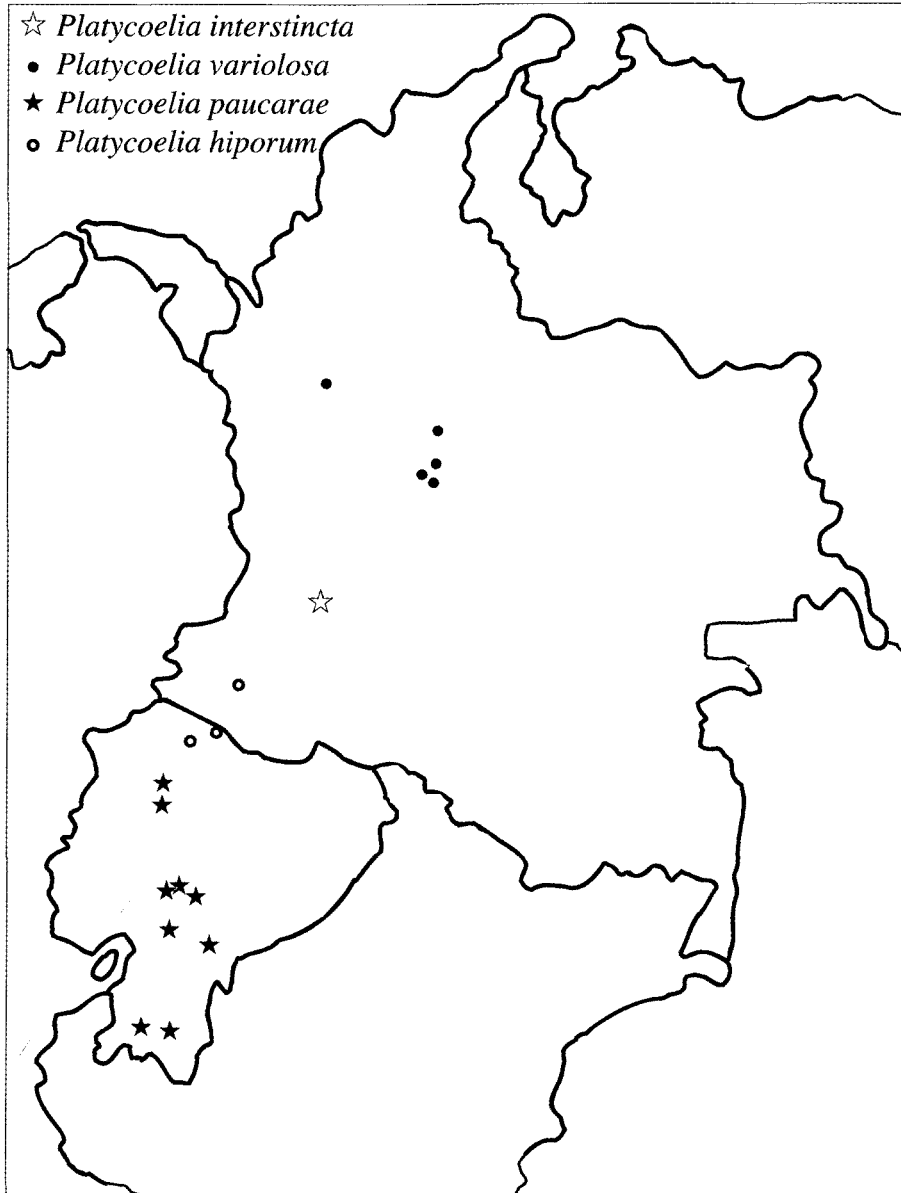 ☆ Platycoelia interstincta
● Platycoelia variolosa
★ Platycoelia paucarae
○ Platycoelia hiporum